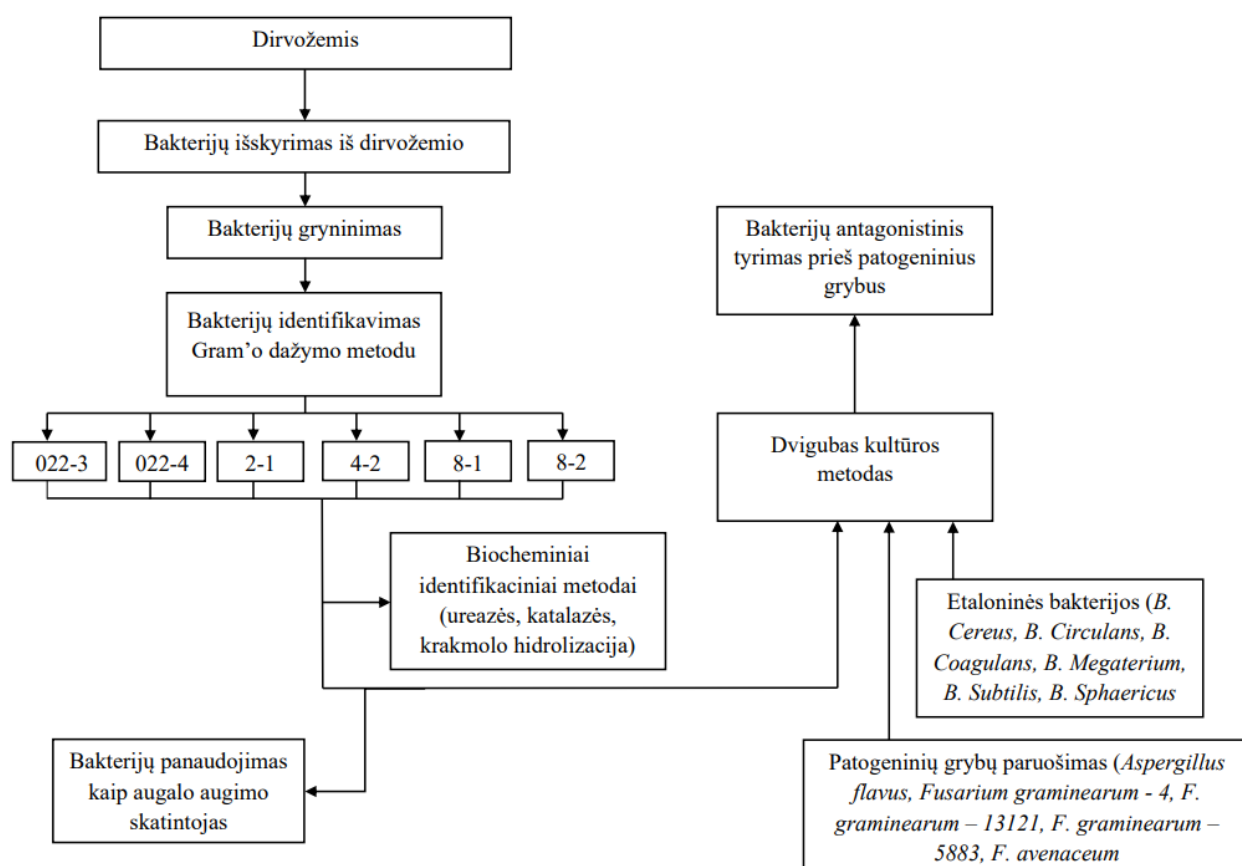 Dirvožemis
Bakterijų išskyrimas iš dirvožemio
Bakterijų gryninimas
Bakterijų identifikavimas
Gram’o dažymo metodu
022-3
022-4
2-1
4-2
8-1
8-2
Biocheminiai
identifikaciniai metodai
(ureazės, katalazės,
krakmolo hidrolizacija)
Bakterijų panaudojimas
kaip augalo augimo
skatintojas
Bakterijų antagonistinis
tyrimas prieš patogeninius
grybus
Dvigubas kultūros
metodas
Etaloninės bakterijos (B.
Cereus, B. Circulans, B.
Coagulans, B. Megaterium,
B. Subtilis, B. Sphaericus
Patogeninių grybų paruošimas (Aspergillus
flavus, Fusarium graminearum - 4, F.
graminearum – 13121, F. graminearum –
5883, F. avenaceum